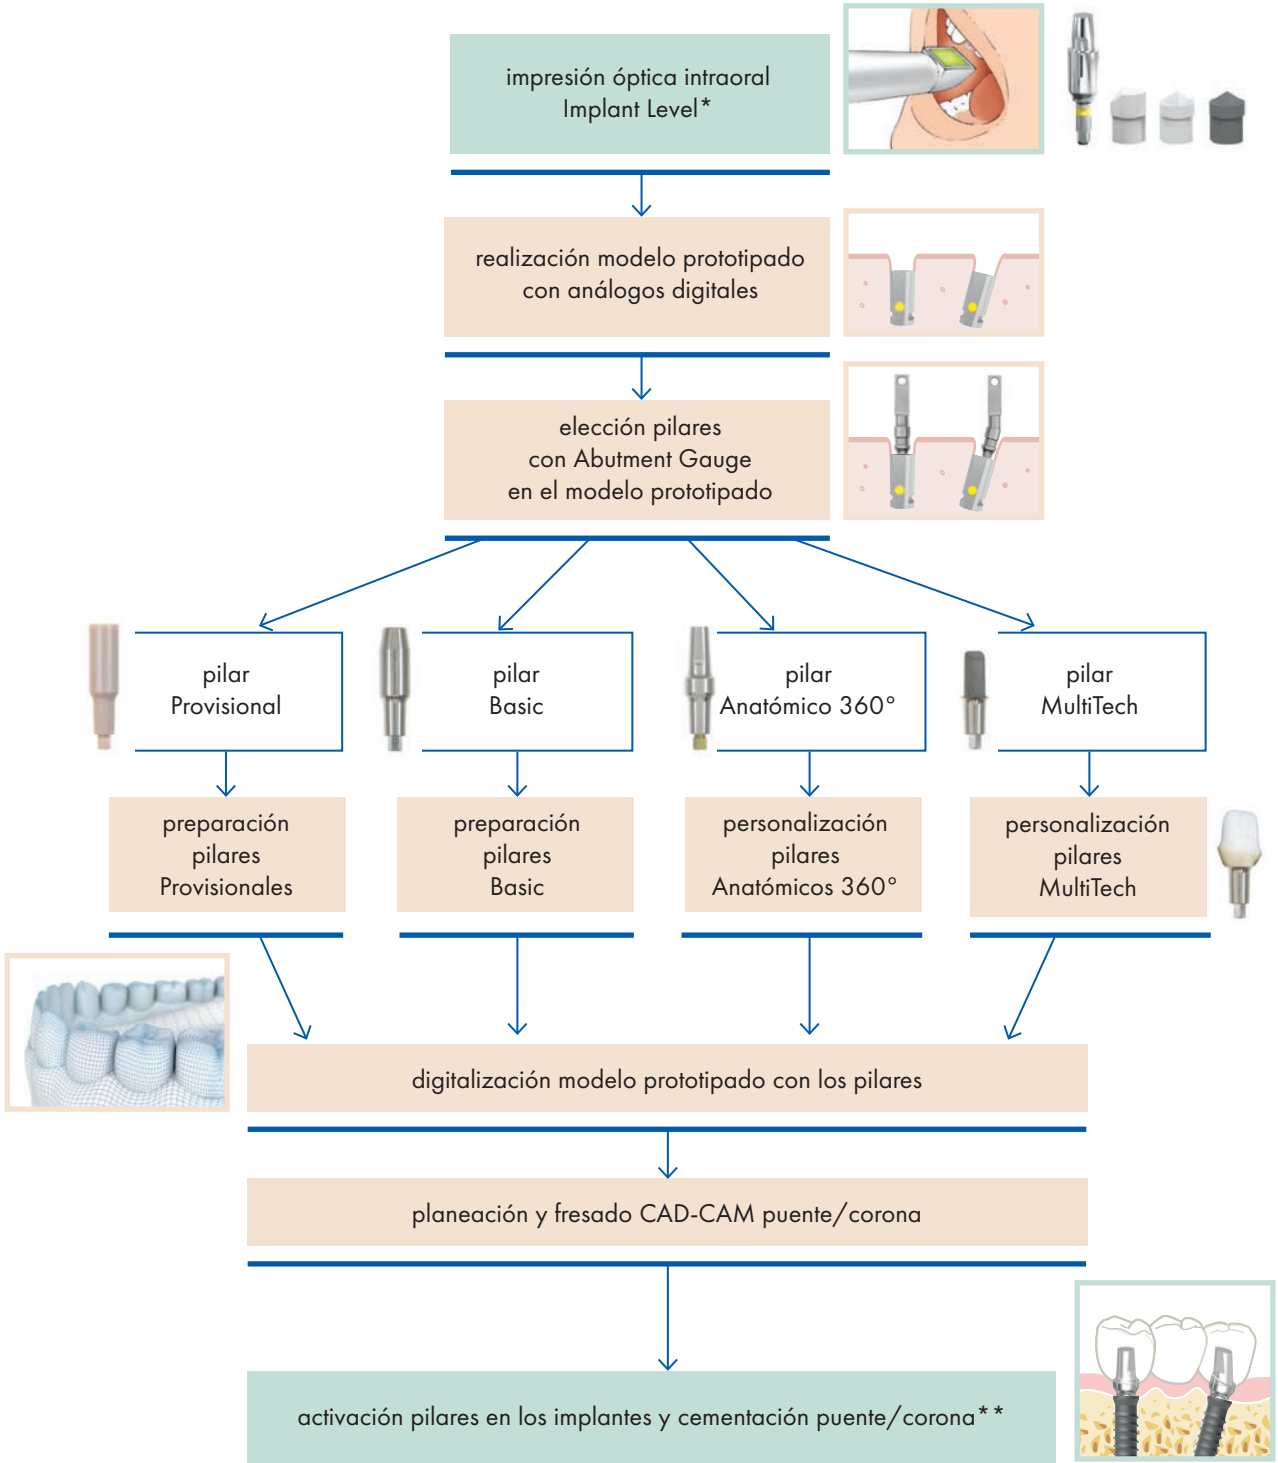 impresión óptica intraoral
Implant Level*
realización modelo prototipado
con análogos digitales
elección pilares
con Abutment Gauge
en el modelo prototipado
pilar
Provisional
pilar
Basic
pilar
Anatómico 360°
pilar
MultiTech
preparación
pilares
Provisionales
preparación
pilares
Basic
personalización
pilares
Anatómicos 360°
personalización
pilares
MultiTech
digitalización modelo prototipado con los pilares
planeación y fresado CAD-CAM puente/corona
activación pilares en los implantes y cementación puente/corona**